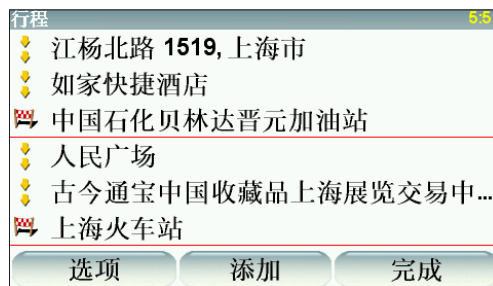 行程 5:5
江杨北路 1519, 上海市
如家快捷酒店
中国石化贝林达晋元加油站
人民广场
古今通宝中国收藏品上海展览交易中...
上海火车站
选项 添加 完成